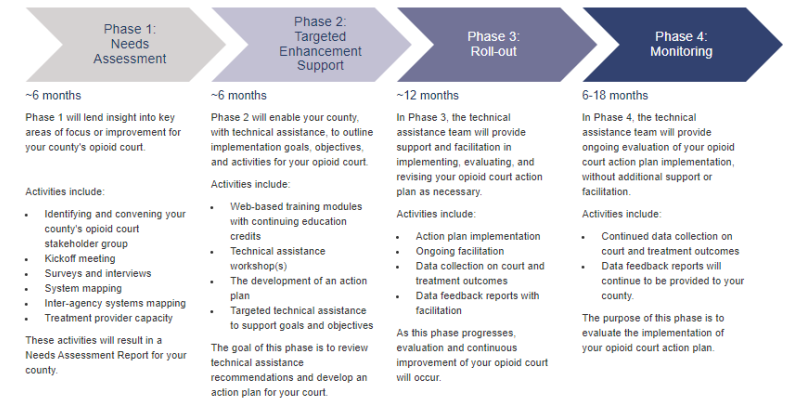 Phase 1:
Needs
Assessment
Phase 2:
Targeted
Enhancement
Support
Phase 3:
Roll-out
Phase 4:
Monitoring
~6 months
Phase 1 will lend insight into key
areas of focus or improvement for
your county's opioid court.
Activities include:
• Identifying and convening your
county's opioid court
stakeholder group
• Kickoff meeting
• Surveys and interviews
• System mapping
• Inter-agency systems mapping
• Treatment provider capacity
These activities will result in a
Needs Assessment Report for your
county.
~6 months
Phase 2 will enable your county,
with technical assistance, to outline
implementation goals, objectives,
and activities for your opioid court.
Activities include:
• Web-based training modules
with continuing education
credits
• Technical assistance
workshop(s)
• The development of an action
plan
• Targeted technical assistance
to support goals and objectives
The goal of this phase is to review
technical assistance
recommendations and develop an
action plan for your court.
~12 months
In Phase 3, the technical
assistance team will provide
support and facilitation in
implementing, evaluating, and
revising your opioid court action
plan as necessary.
Activities include:
• Action plan implementation
• Ongoing facilitation
• Data collection on court and
treatment outcomes
• Data feedback reports with
facilitation
As this phase progresses,
evaluation and continuous
improvement of your opioid court
will occur.
6-18 months
In Phase 4, the technical
assistance team will provide
ongoing evaluation of your opioid
court action plan implementation,
without additional support or
facilitation.
Activities include:
• Continued data collection on
court and treatment outcomes
• Data feedback reports will
continue to be provided to your
county.
The purpose of this phase is to
evaluate the implementation of
your opioid court action plan.